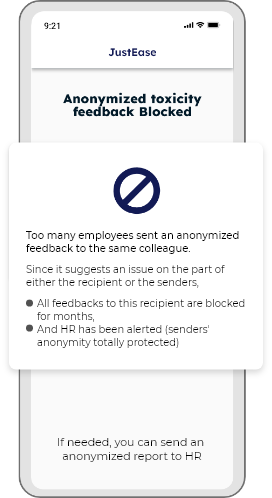 9:21
JustEase
Anonymized toxicity
feedback Blocked
Too many employees sent an anonymized
feedback to the same colleague.
Since it suggests an issue on the part of
either the recipient or the senders,
All feedbacks to this recipient are blocked
for months,
And HR has been alerted (senders'
anonymity totally protected)
If needed, you can send an
anonymized report to HR